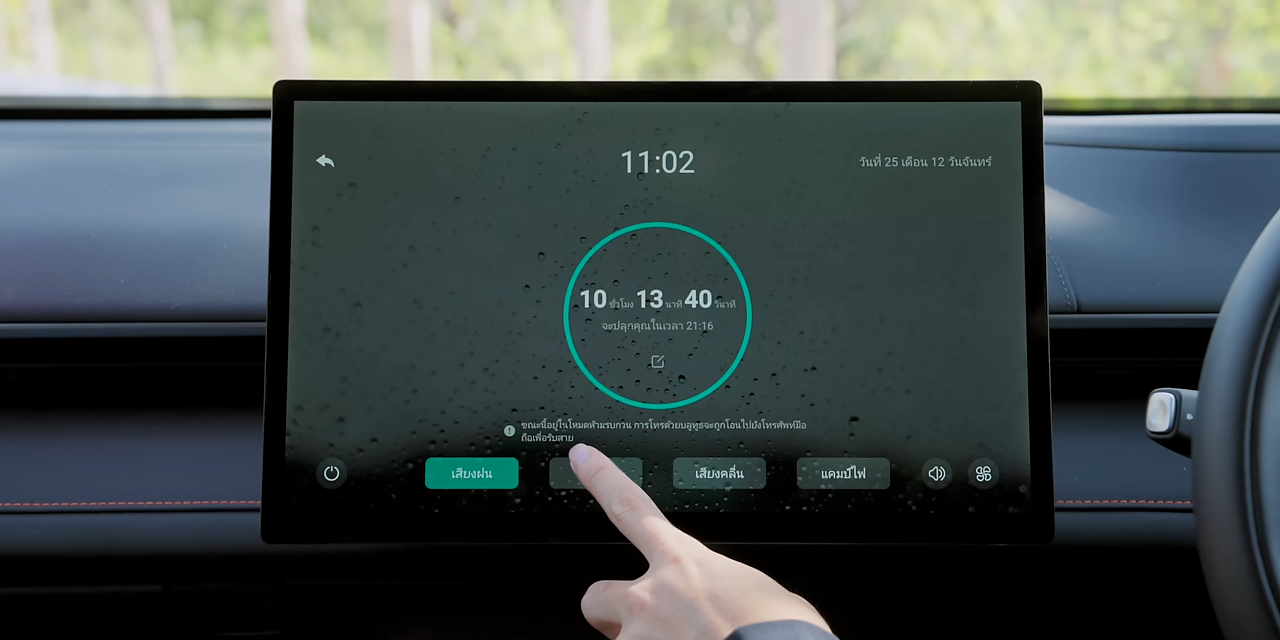 11:02
วันที่ 25 เดือน 12 วันจันทร์
10 ชั่วโมง 13 นาที 40 วินาที
จะปลุกคุณในเวลา 21:16
ขณะนี้อยู่ในโหมดห้ามรบกวน การโทรด้วยบลูทูธจะถูกโอนไปยังโทรศัพท์มือ
ถือเพื่อรับสาย
เสียงฝน
เสียงคลื่น
แคมป์ไฟ